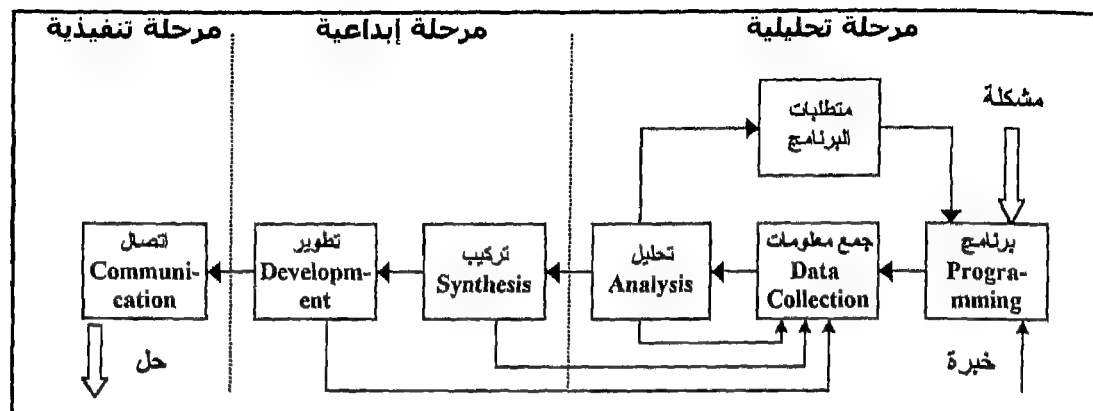 مرحلة تحليلية
مرحلة إبداعية
مرحلة تنفيذية
مشكلة
متطلبات
البرنامج
برنامج
Progra-
mming
جمع معلومات
Data
Collection
تحليل
Analysis
تركيب
Synthesis
تطوير
Developm-
ent
اتصال
Communi-
cation
خبرة
حل